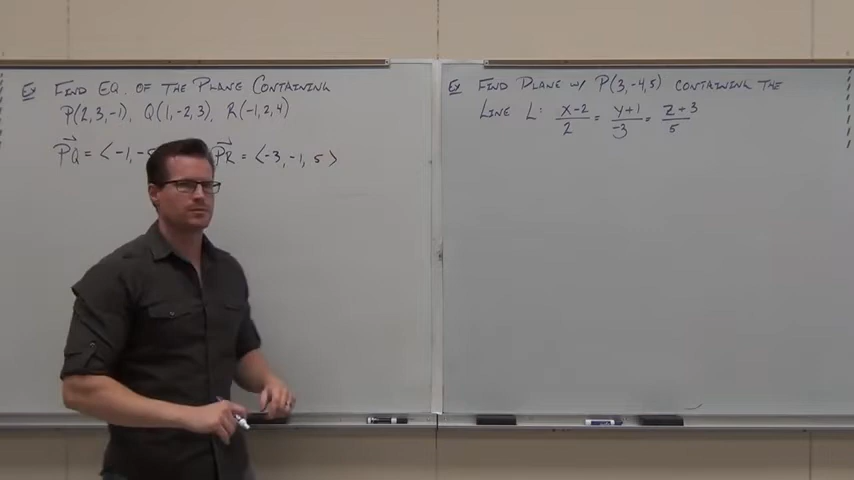 Ex Find Eq. of the Plane Containing
P(2,3,-1), Q(1,-2,3), R(-1,2,4)
PQ = <-1,-5 PR = <-3,-1,5>
Ex Find Plane w/ P(3,-4,5) containing the
Line L: x-2/2 = y+1/-3 = z+3/5